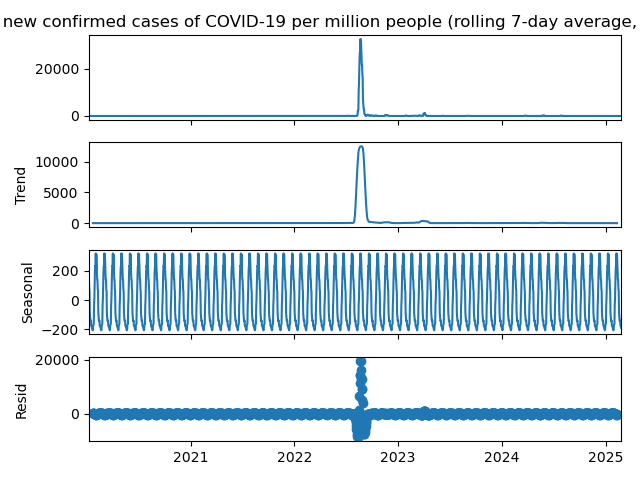 new confirmed cases of COVID-19 per million people (rolling 7-day average,
20000
0
Trend
10000
5000
0
Seasonal
200
0
−200
Resid
20000
0
2021 2022 2023 2024 2025